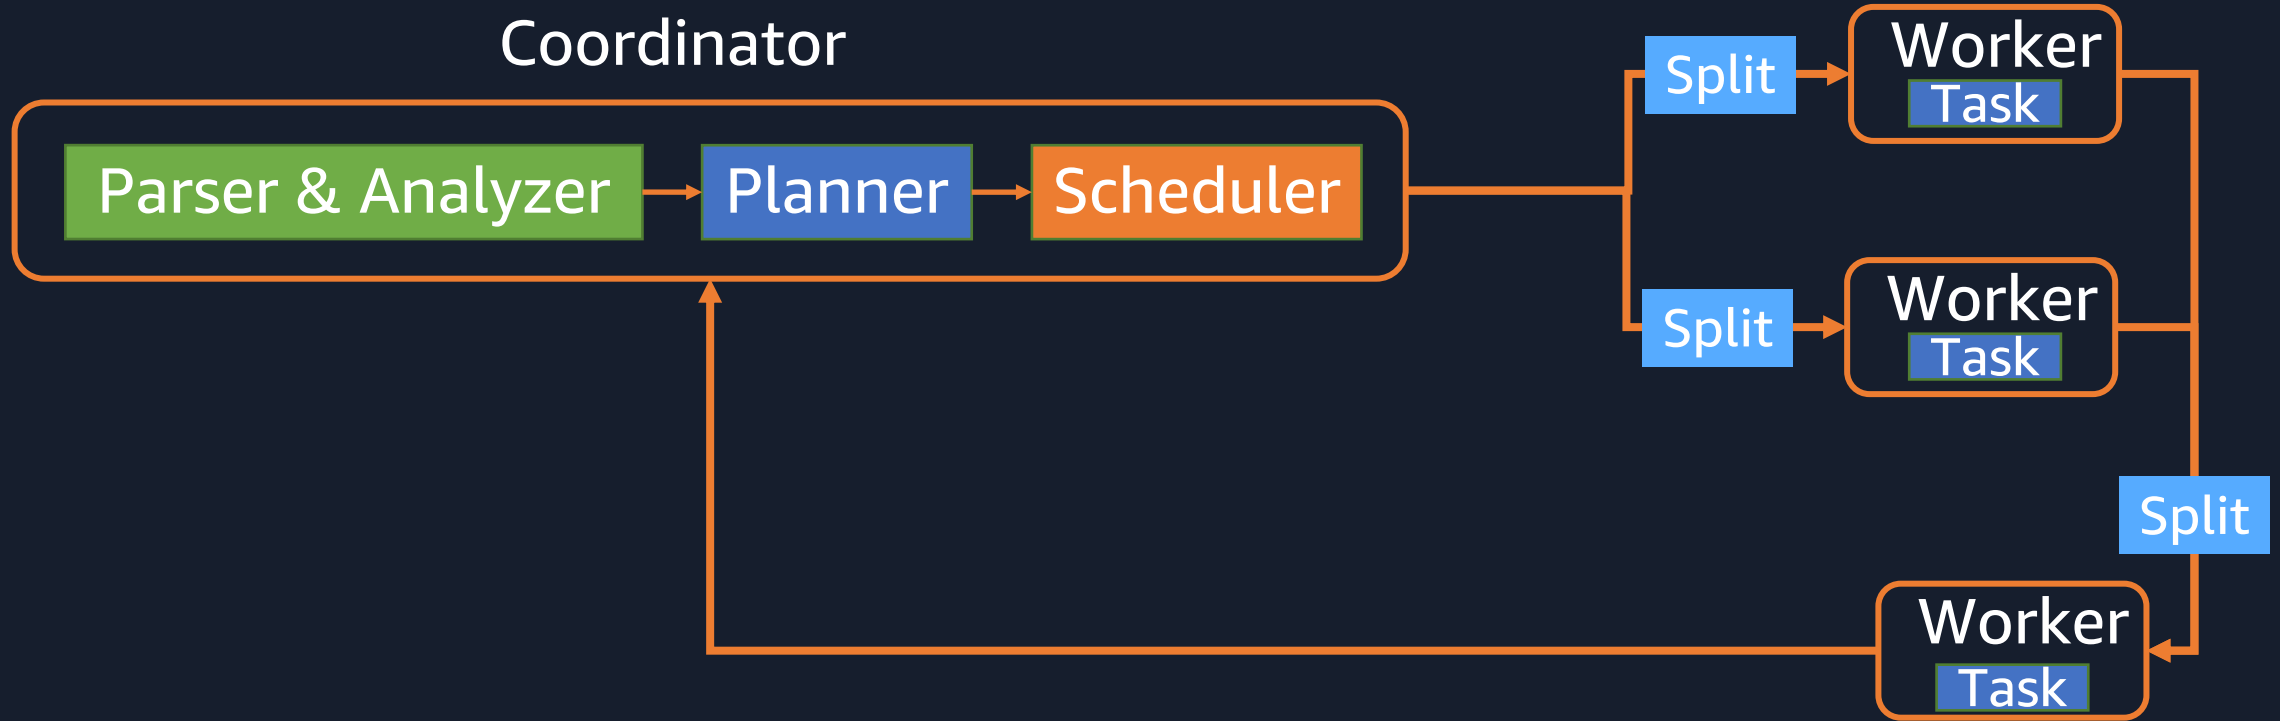 Coordinator
Parser & Analyzer
Planner
Scheduler
Split
Worker
Task
Split
Worker
Task
Split
Worker
Task